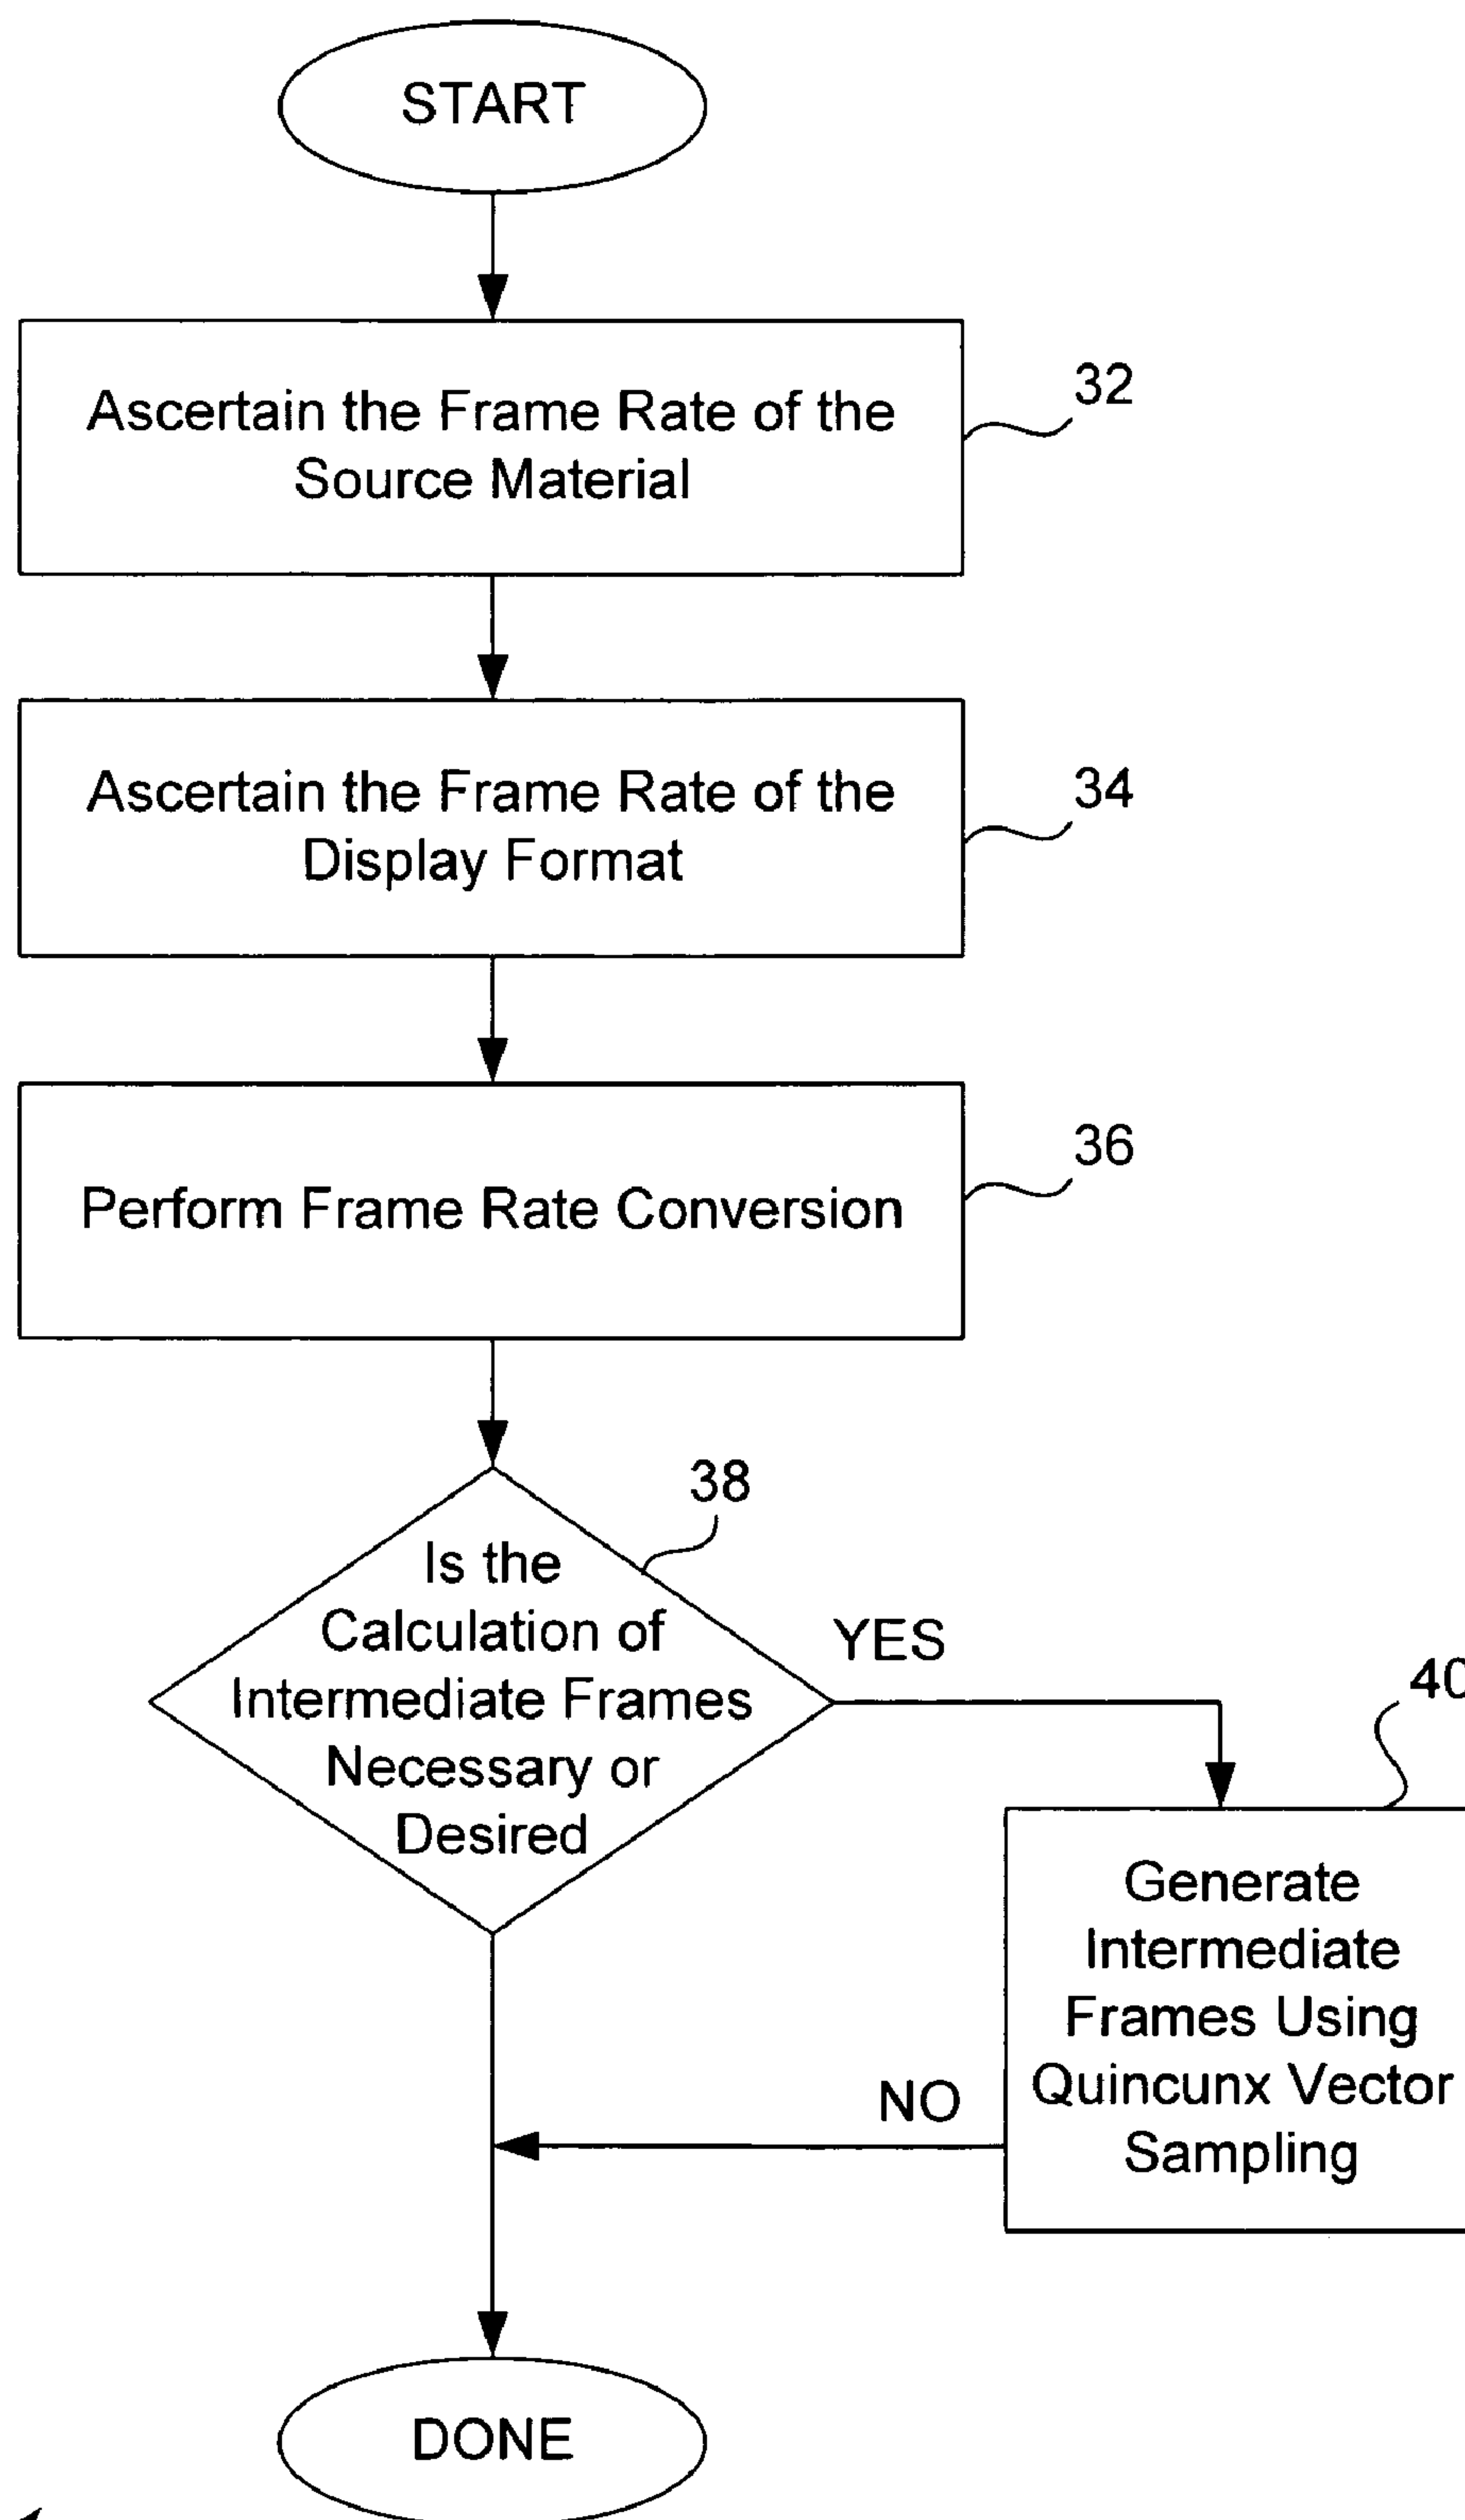 START
Ascertain the Frame Rate of the
Source Material
32
Ascertain the Frame Rate of the
Display Format
34
Perform Frame Rate Conversion
36
38
Is the
Calculation of
Intermediate Frames
Necessary or
Desired
YES
40
Generate
Intermediate
Frames Using
Quincunx Vector
Sampling
NO
DONE